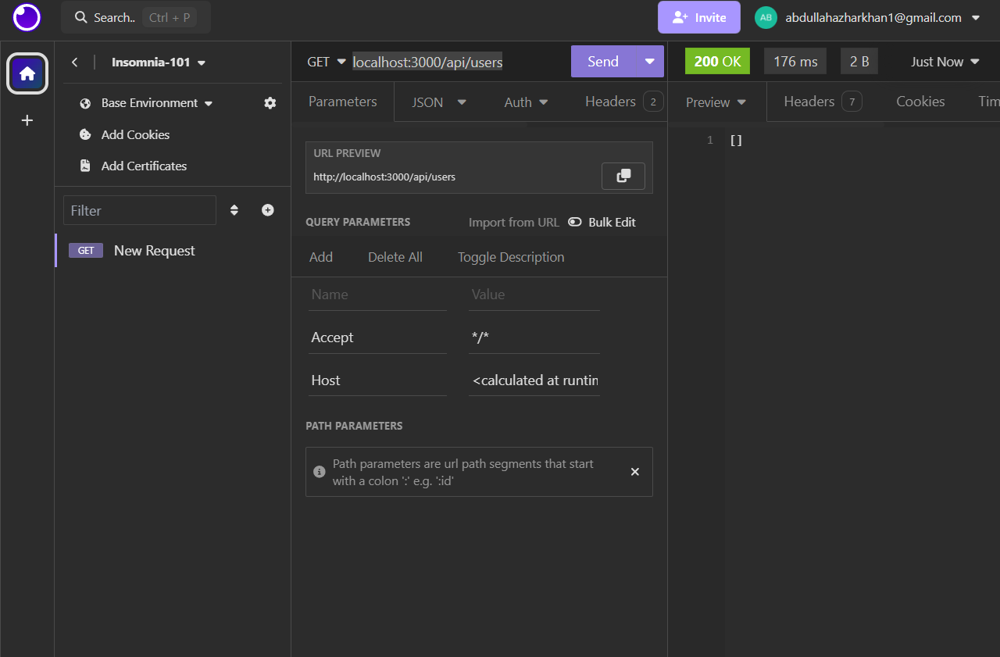 Search.. Ctrl + P
Invite
AB abdullahazharkhan1@gmail.com
Insomnia-101
Base Environment
Add Cookies
Add Certificates
Filter
GET New Request
GET localhost:3000/api/users Send
Parameters JSON Auth Headers 2
URL PREVIEW
http://localhost:3000/api/users
QUERY PARAMETERS Import from URL Bulk Edit
Add Delete All Toggle Description
Name Value
Accept */*
Host <calculated at runtin
PATH PARAMETERS
Path parameters are url path segments that start
with a colon ':' e.g. ':id'
200 OK 176 ms 2 B Just Now
Preview Headers 7 Cookies Tim
1 []